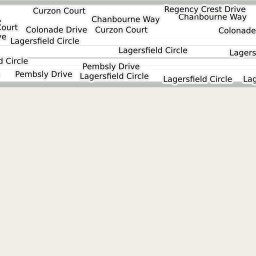 Curzon Court
Regency Crest Drive
Chanbourne Way
Chanbourne Way
Court
Colonade Drive
Curzon Court
Colonade
Lagersfield Circle
Lagersfield Circle
Lagers
d Circle
Pembsly Drive
Pembsly Drive
Lagersfield Circle
Lagersfield Circle
Lag